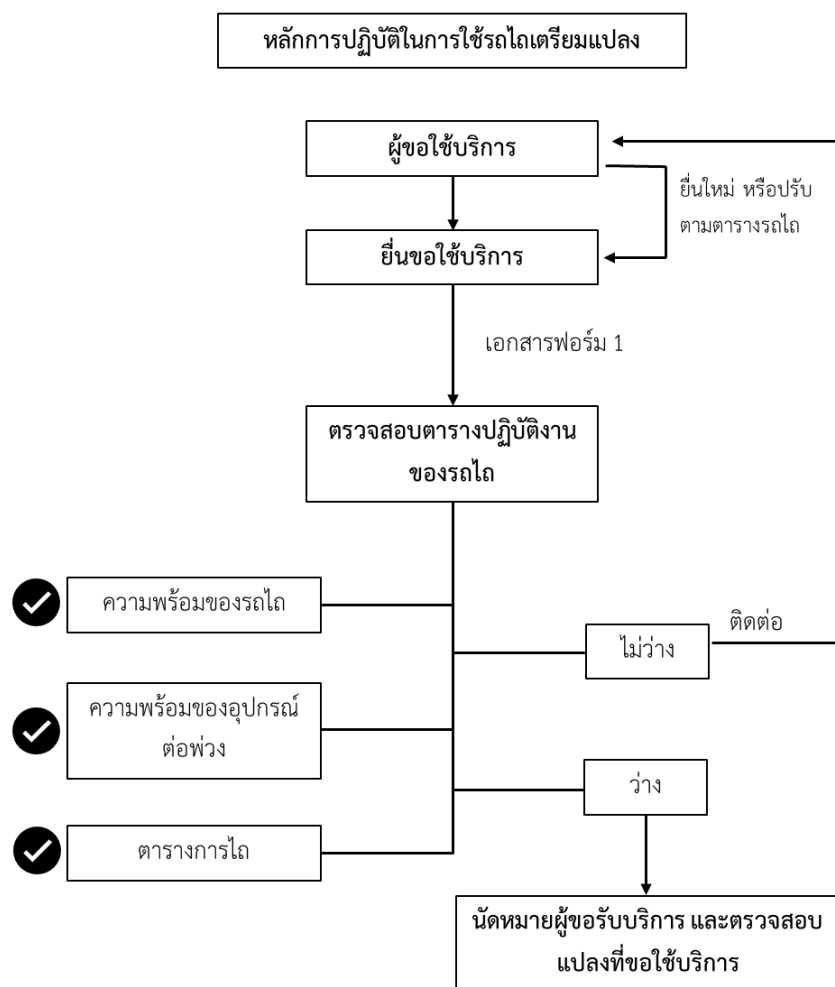 หลักการปฏิบัติในการใช้รถไถเตรียมแปลง
ผู้ขอใช้บริการ
ยื่นใหม่ หรือปรับ
ตามตารางรถไถ
ยื่นขอใช้บริการ
เอกสารฟอร์ม 1
ตรวจสอบตารางปฏิบัติงาน
ของรถไถ
ความพร้อมของรถไถ
ติดต่อ
ไม่ว่าง
ความพร้อมของอุปกรณ์
ต่อพ่วง
ว่าง
ตารางการไถ
นัดหมายผู้ขอรับบริการ และตรวจสอบ
แปลงที่ขอใช้บริการ